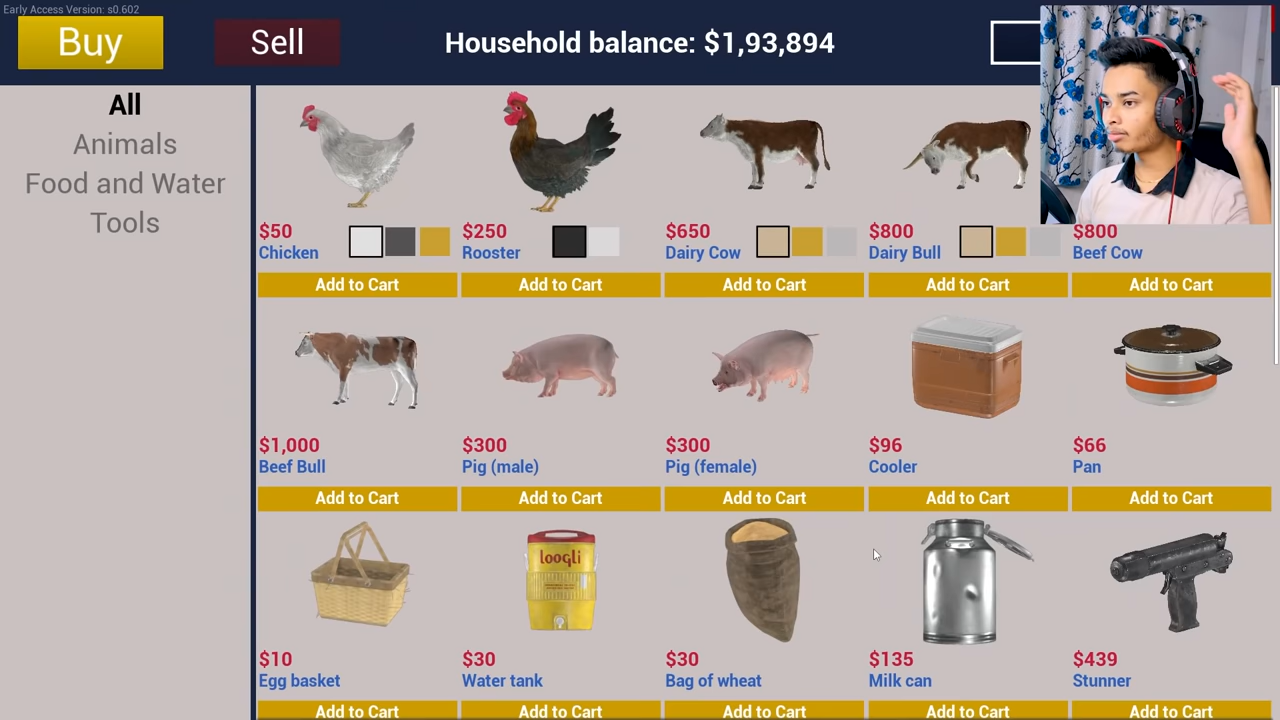 Early Access Version: s0.602
Buy
Sell
Household balance: $1,93,894
All
Animals
Food and Water
Tools
$50
Chicken
Add to Cart
$250
Rooster
Add to Cart
$650
Dairy Cow
Add to Cart
$800
Dairy Bull
Add to Cart
$800
Beef Cow
Add to Cart
$1,000
Beef Bull
Add to Cart
$300
Pig (male)
Add to Cart
$300
Pig (female)
Add to Cart
$96
Cooler
Add to Cart
$66
Pan
Add to Cart
$10
Egg basket
Add to Cart
loogli
$30
Water tank
Add to Cart
$30
Bag of wheat
Add to Cart
$135
Milk can
Add to Cart
$439
Stunner
Add to Cart